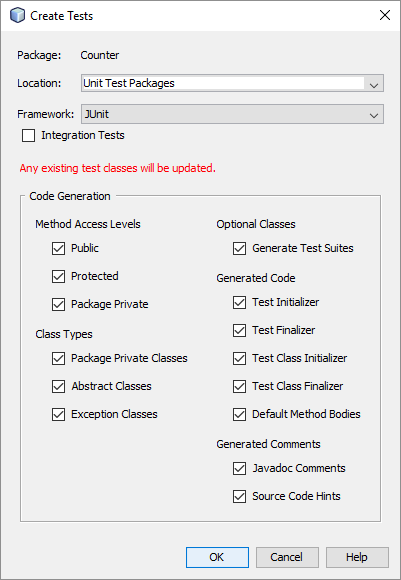 Create Tests
Package: Counter
Location: Unit Test Packages
Framework: JUnit
Integration Tests
Any existing test classes will be updated.
Code Generation
Method Access Levels
Public
Protected
Package Private
Class Types
Package Private Classes
Abstract Classes
Exception Classes
Optional Classes
Generate Test Suites
Generated Code
Test Initializer
Test Finalizer
Test Class Initializer
Test Class Finalizer
Default Method Bodies
Generated Comments
Javadoc Comments
Source Code Hints
OK
Cancel
Help